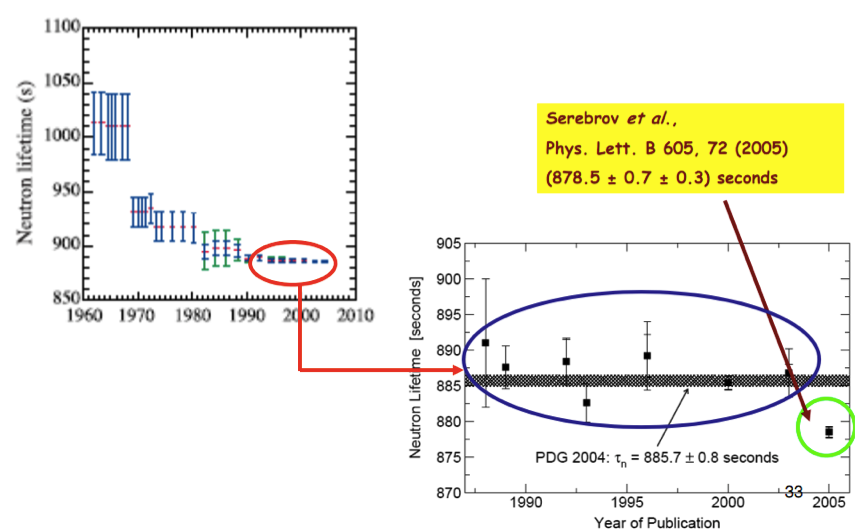 1100
1050
1000
950
900
850
1960 1970 1980 1990 2000 2010
Neutron lifetime (s)
Serebrov et al.,
Phys. Lett. B 605, 72 (2005)
(878.5 ± 0.7 ± 0.3) seconds
905
900
895
890
885
880
875
870
Neutron Lifetime [seconds]
PDG 2004: τn = 885.7 ± 0.8 seconds
33
1990 1995 2000 2005
Year of Publication